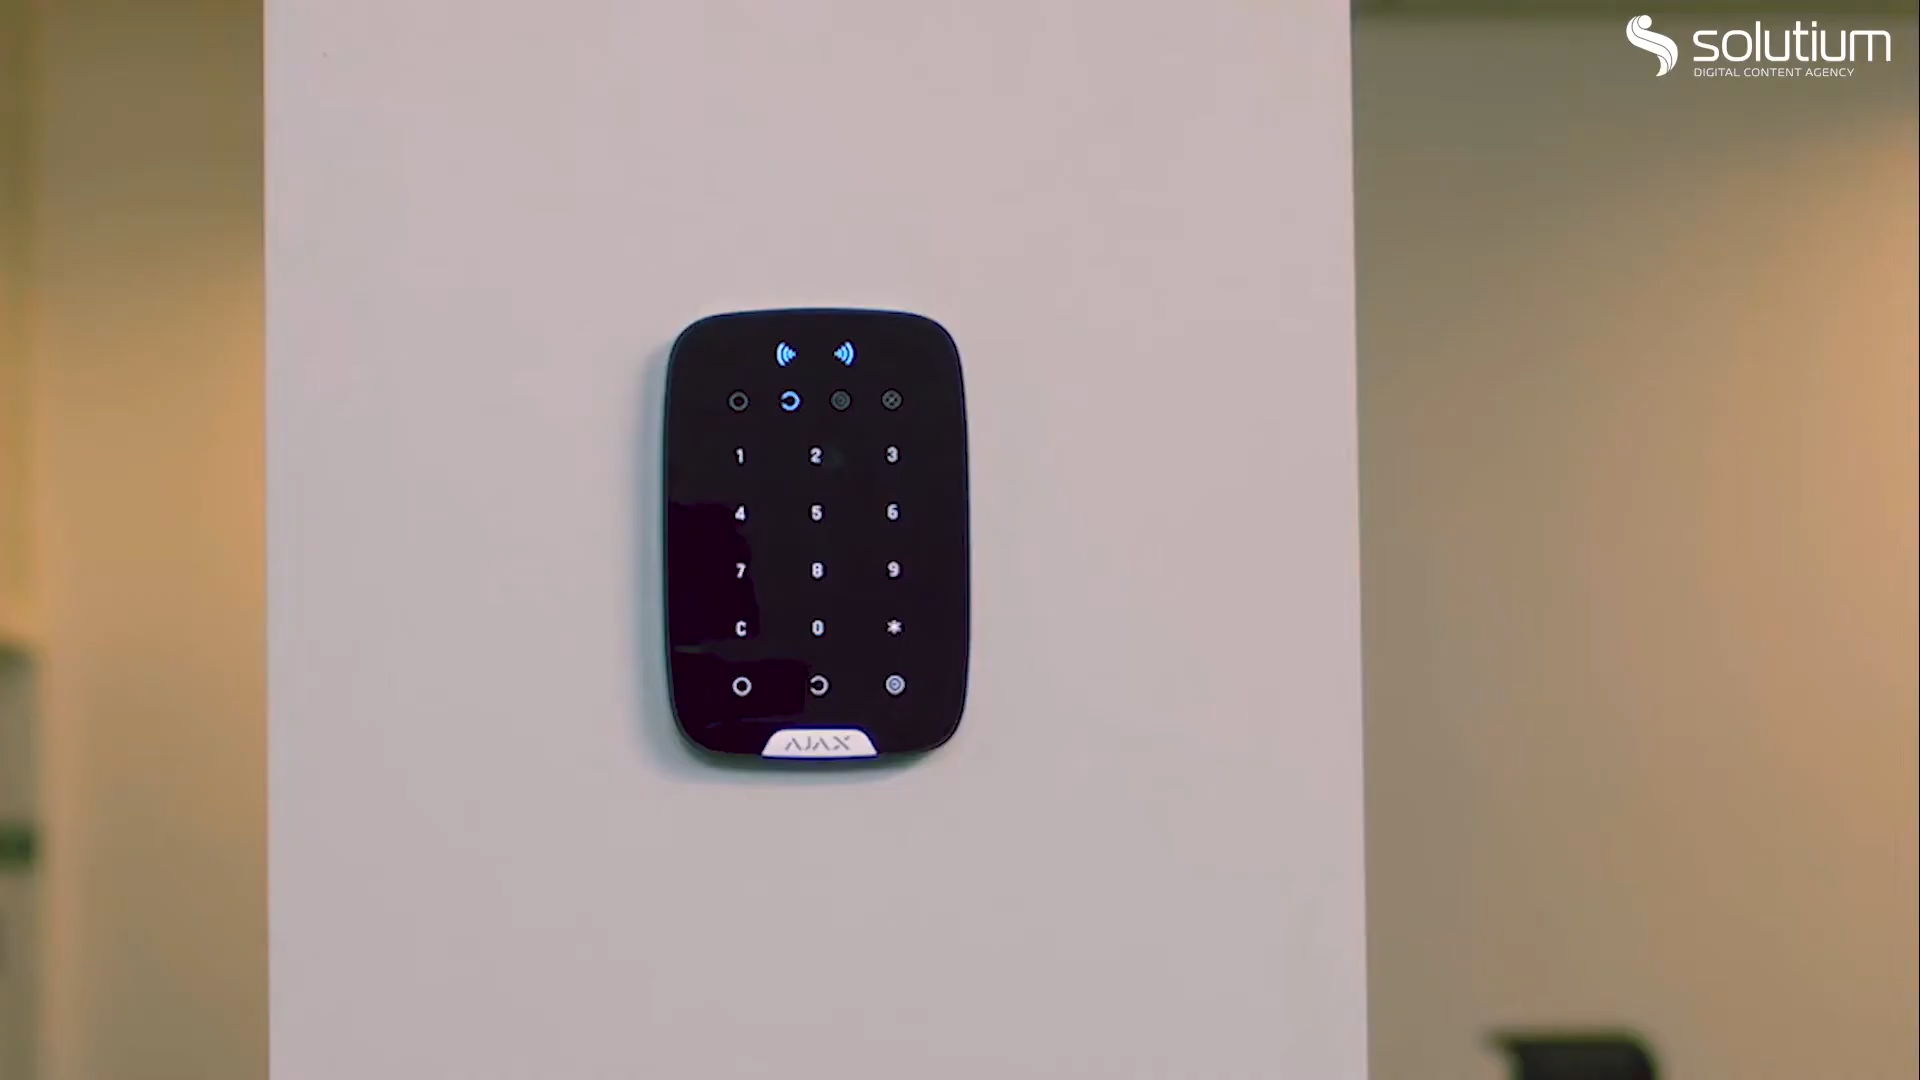 solutium
DIGITAL CONTENT AGENCY
1 2 3
4 5 6
7 8 9
C 0 *
AJAX